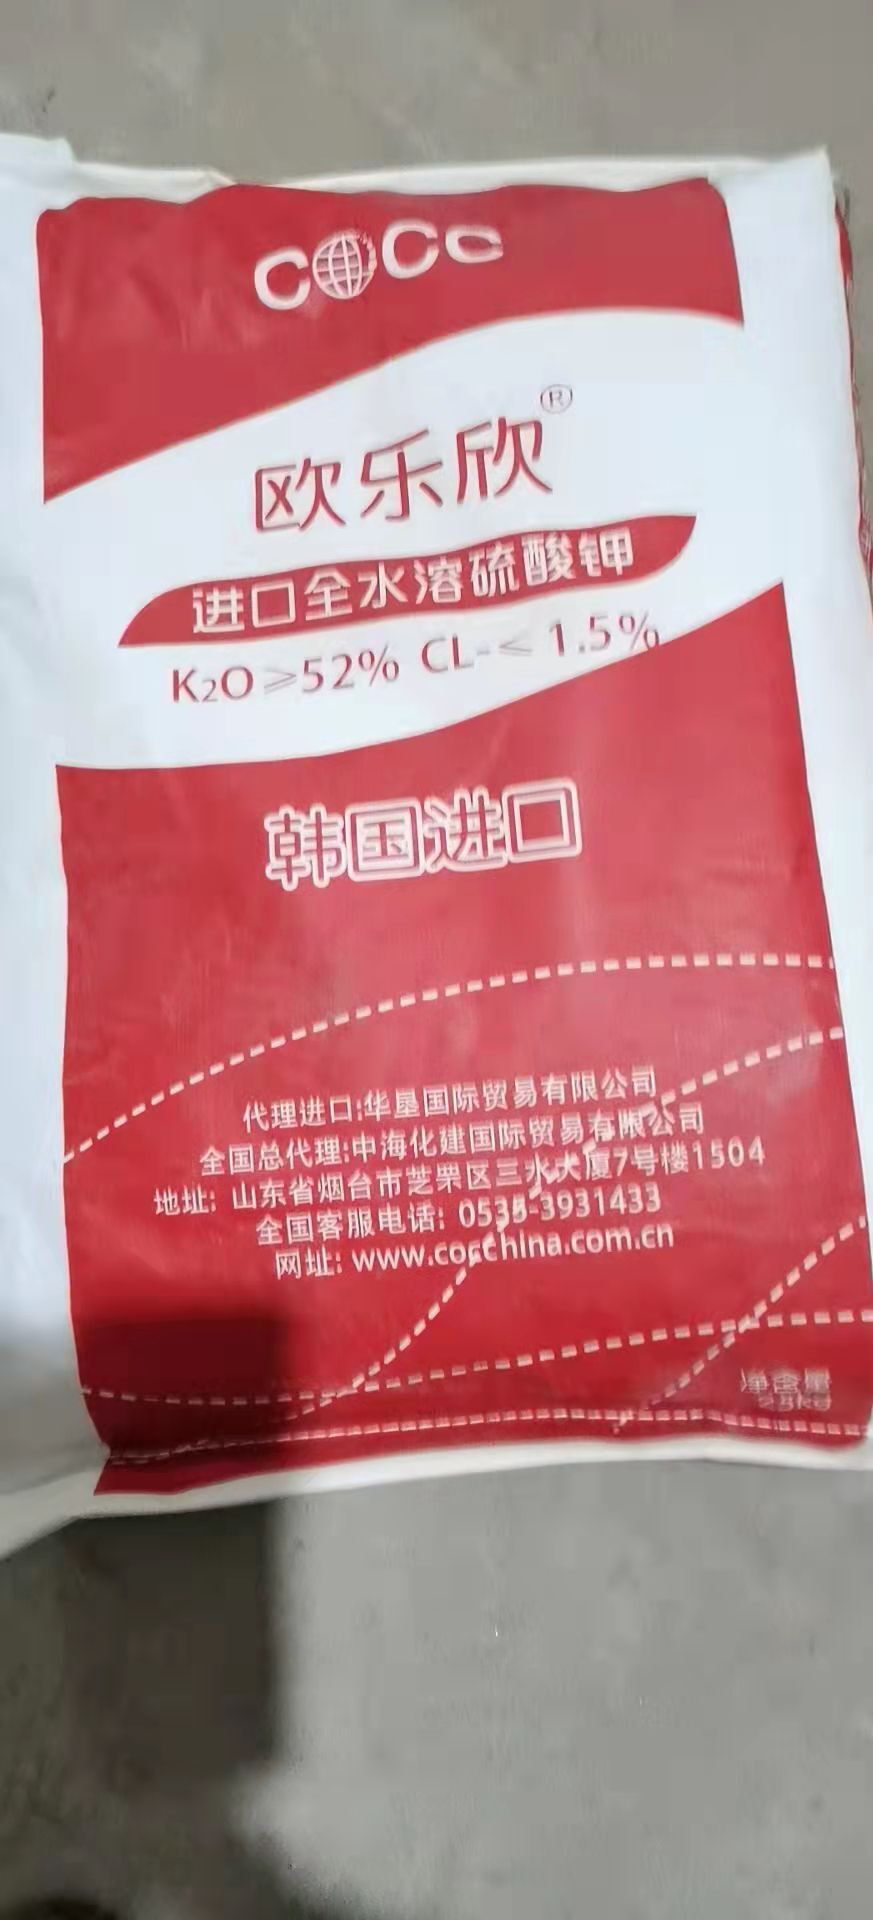 COCC
欧乐欣®
进口全水溶硫酸钾
K2O≥52% CL-≤1.5%
韩国进口
代理进口:华垦国际贸易有限公司
全国总代理:中海化建国际贸易有限公司
地址: 山东省烟台市芝罘区三水大厦7号楼1504
全国客服电话: 0535-3931433
网址: www.coccchina.com.cn
净含量
25kg